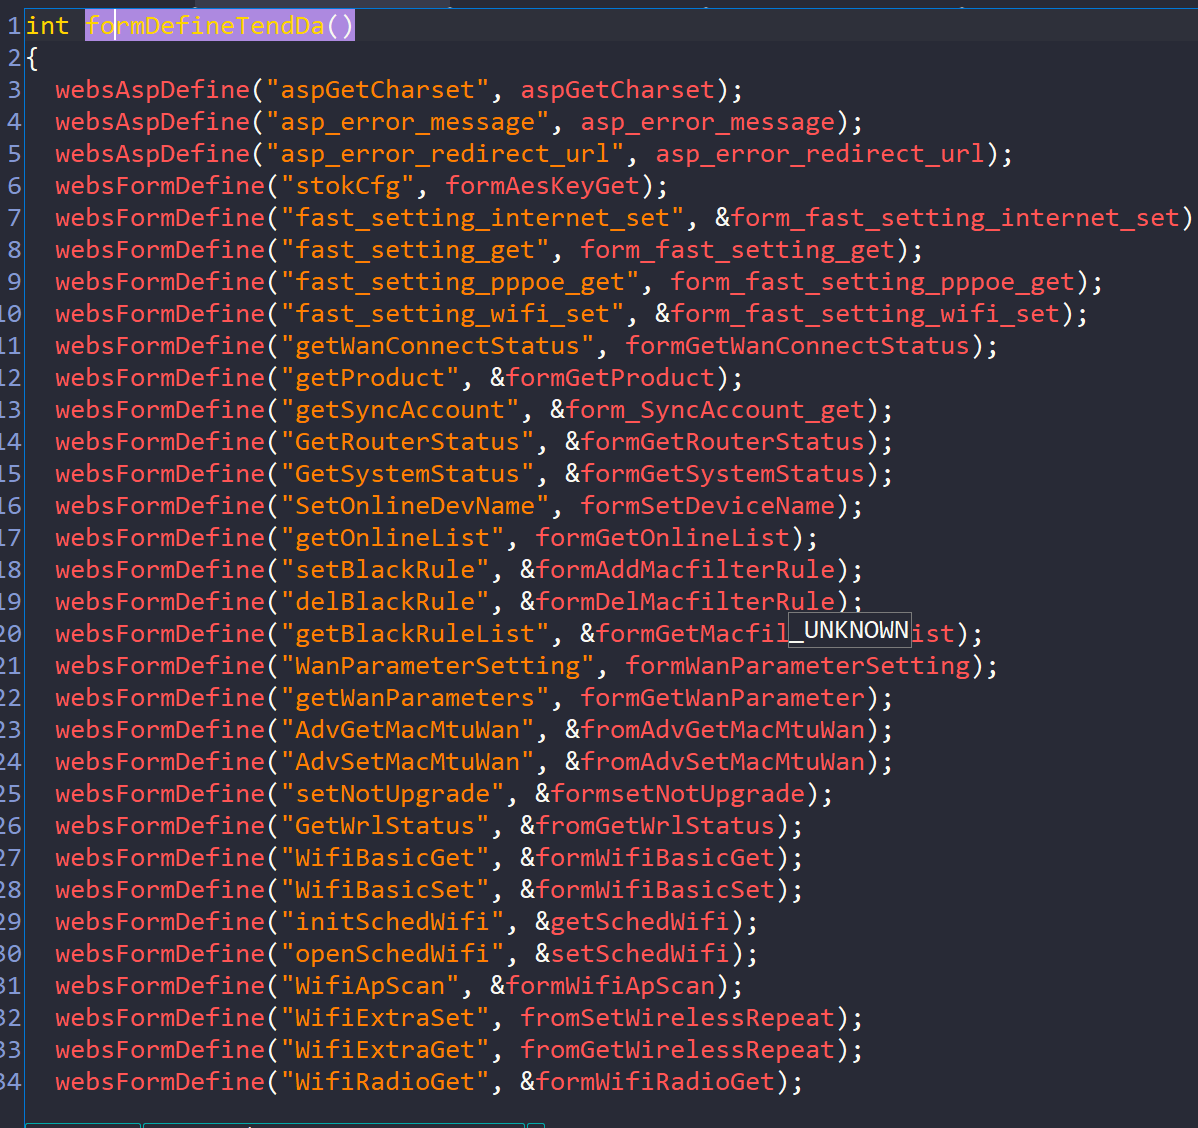 1 int formDefineTendDa()
2 {
3 websAspDefine("aspGetCharset", aspGetCharset);
4 websAspDefine("asp_error_message", asp_error_message);
5 websAspDefine("asp_error_redirect_url", asp_error_redirect_url);
6 websFormDefine("stokCfg", formAesKeyGet);
7 websFormDefine("fast_setting_internet_set", &form_fast_setting_internet_set)
8 websFormDefine("fast_setting_get", form_fast_setting_get);
9 websFormDefine("fast_setting_pppoe_get", form_fast_setting_pppoe_get);
10 websFormDefine("fast_setting_wifi_set", &form_fast_setting_wifi_set);
11 websFormDefine("getWanConnectStatus", formGetWanConnectStatus);
12 websFormDefine("getProduct", &formGetProduct);
13 websFormDefine("getSyncAccount", &form_SyncAccount_get);
14 websFormDefine("GetRouterStatus", &formGetRouterStatus);
15 websFormDefine("GetSystemStatus", &formGetSystemStatus);
16 websFormDefine("SetOnlineDevName", formSetDeviceName);
17 websFormDefine("getOnlineList", formGetOnlineList);
18 websFormDefine("setBlackRule", &formAddMacfilterRule);
19 websFormDefine("delBlackRule", &formDelMacfilterRule);
20 websFormDefine("getBlackRuleList", &formGetMacfil_UNKNOWNist);
21 websFormDefine("WanParameterSetting", formWanParameterSetting);
22 websFormDefine("getWanParameters", formGetWanParameter);
23 websFormDefine("AdvGetMacMtuWan", &fromAdvGetMacMtuWan);
24 websFormDefine("AdvSetMacMtuWan", &fromAdvSetMacMtuWan);
25 websFormDefine("setNotUpgrade", &formsetNotUpgrade);
26 websFormDefine("GetWrlStatus", &fromGetWrlStatus);
27 websFormDefine("WifiBasicGet", &formWifiBasicGet);
28 websFormDefine("WifiBasicSet", &formWifiBasicSet);
29 websFormDefine("initSchedWifi", &getSchedWifi);
30 websFormDefine("openSchedWifi", &setSchedWifi);
31 websFormDefine("WifiApScan", &formWifiApScan);
32 websFormDefine("WifiExtraSet", fromSetWirelessRepeat);
33 websFormDefine("WifiExtraGet", fromGetWirelessRepeat);
34 websFormDefine("WifiRadioGet", &formWifiRadioGet);